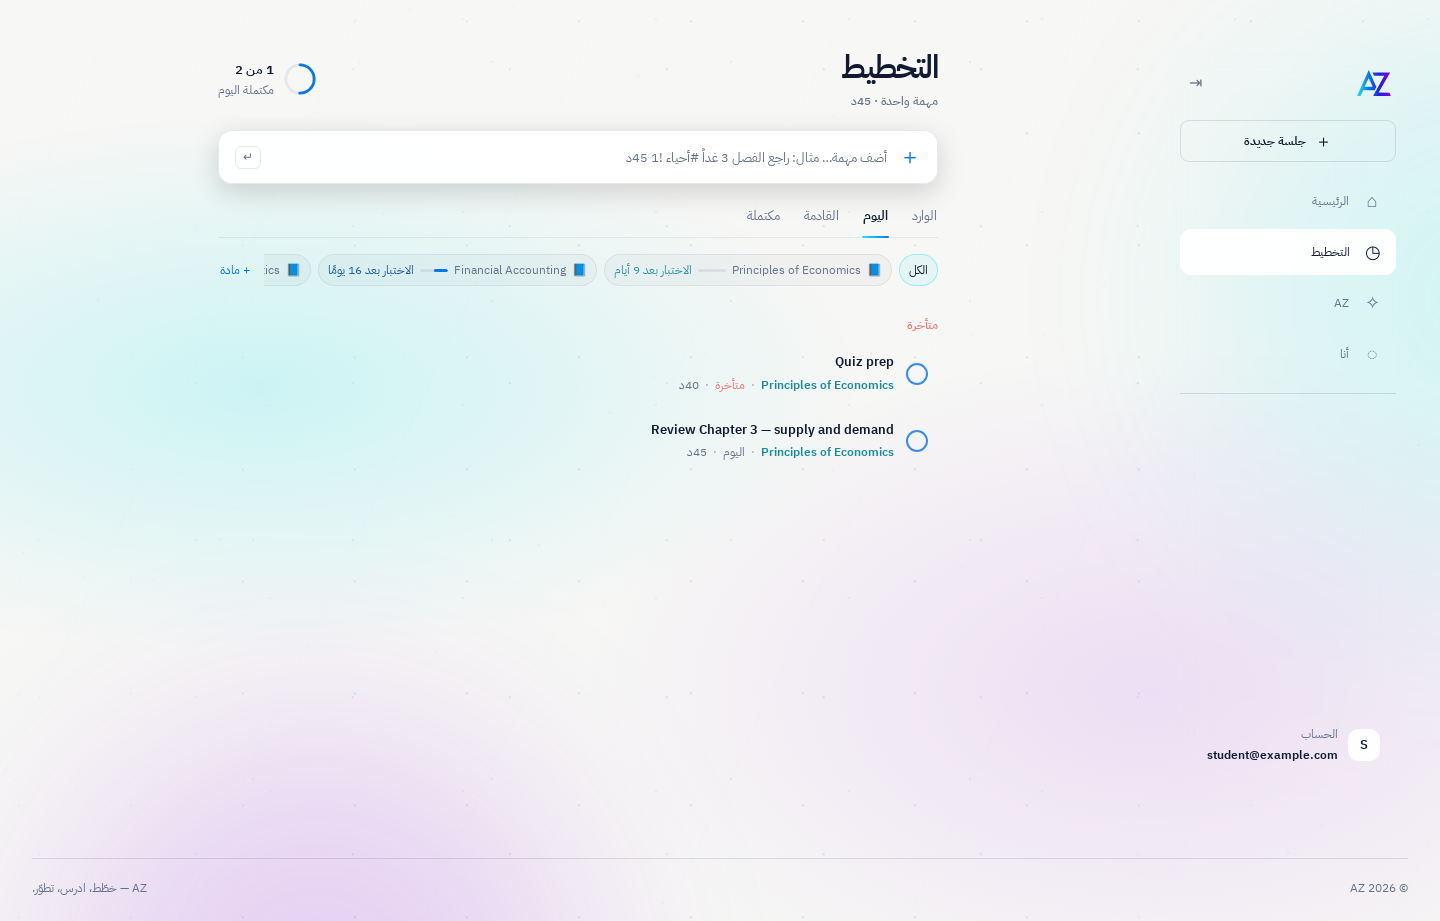 AZ
⇥
+ جلسة جديدة
الرئيسية
التخطيط
AZ
أنا
الحساب
student@example.com
S
التخطيط
مهمة واحدة · 45د
1 من 2
مكتملة اليوم
+ أضف مهمة... مثال: راجع الفصل 3 غداً #أحياء !1 45د ↵
الوارد اليوم القادمة مكتملة
الكل
📘 Principles of Economics الاختبار بعد 9 أيام
📘 Financial Accounting الاختبار بعد 16 يومًا
📘 tics
+ مادة
متأخرة
Quiz prep
Principles of Economics · متأخرة · 40د
Review Chapter 3 — supply and demand
Principles of Economics · اليوم · 45د
© 2026 AZ
AZ — خطّط، ادرس، تطوّر.